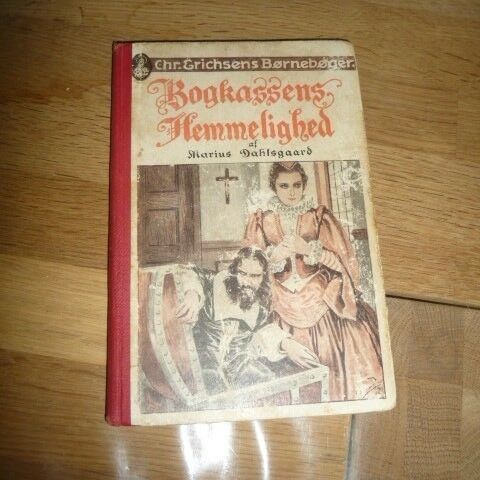 Chr. Erichsens Børnebøger.
Bogkassens
Hemmelighed
af
Marius Dahlsgaard